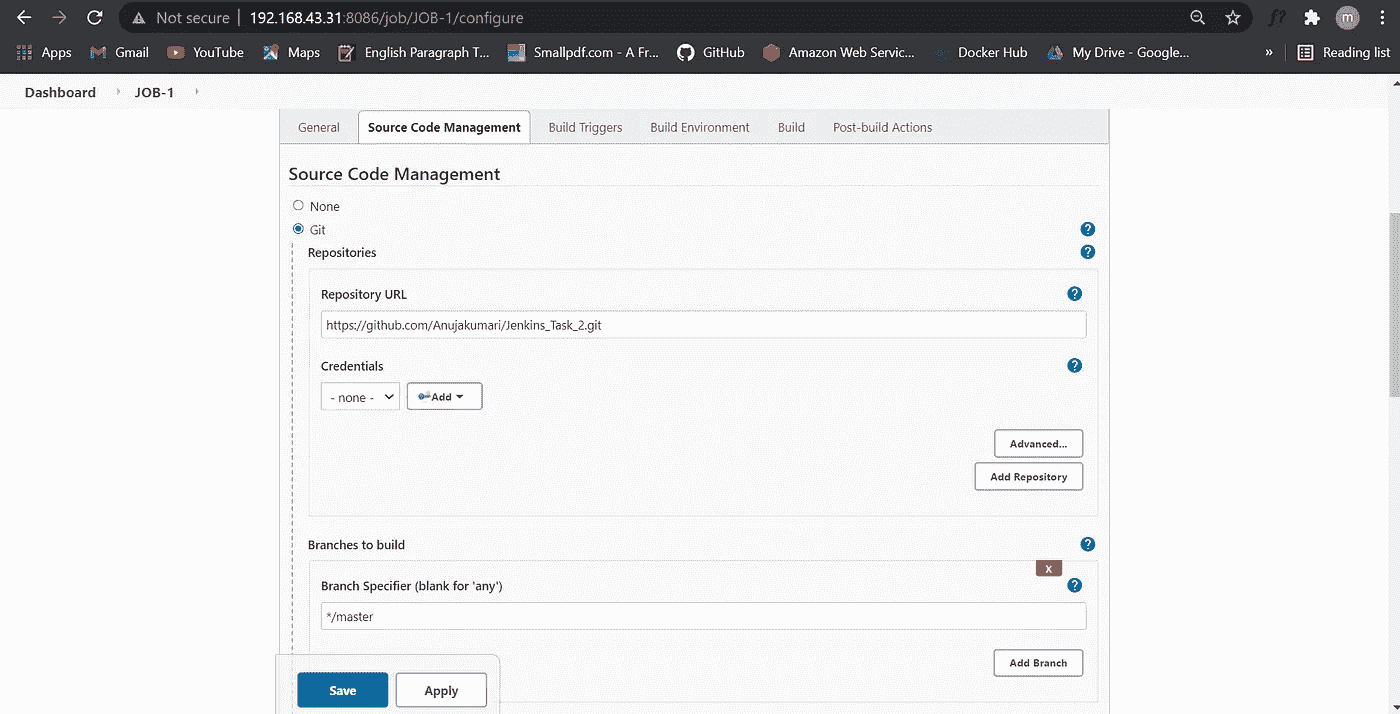 Not secure | 192.168.43.31:8086/job/JOB-1/configure f? m
Apps Gmail YouTube Maps English Paragraph T... Smallpdf.com - A Fr... GitHub Amazon Web Servic... Docker Hub My Drive - Google... » Reading list
Dashboard JOB-1
General Source Code Management Build Triggers Build Environment Build Post-build Actions
Source Code Management
None
Git ?
Repositories ?
Repository URL ?
https://github.com/Anujakumari/Jenkins_Task_2.git
Credentials ?
- none - Add
Advanced...
Add Repository
Branches to build ?
X
Branch Specifier (blank for 'any') ?
*/master
Add Branch
Save Apply